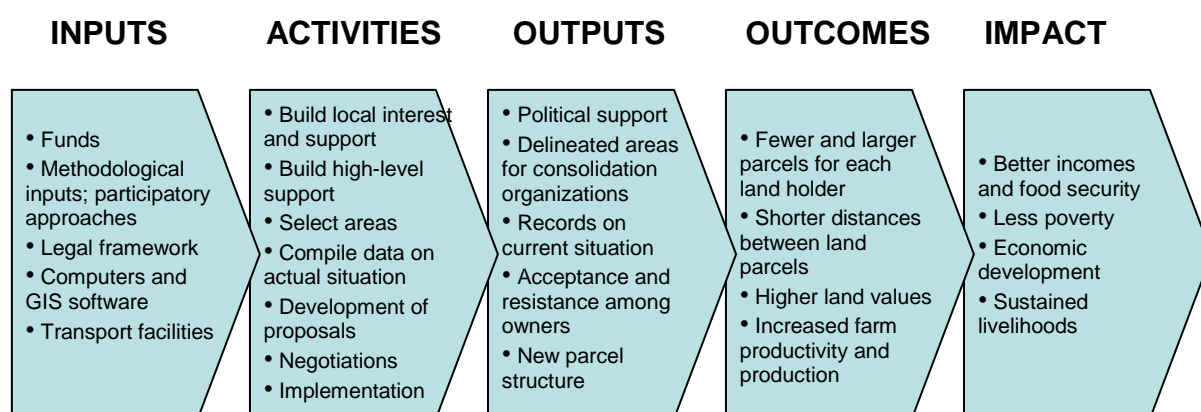 INPUTS
ACTIVITIES
OUTPUTS
OUTCOMES
IMPACT
• Funds
• Methodological
inputs; participatory
approaches
• Legal framework
• Computers and
GIS software
• Transport facilities
• Build local interest
and support
• Build high-level
support
• Select areas
• Compile data on
actual situation
• Development of
proposals
• Negotiations
• Implementation
• Political support
• Delineated areas
for consolidation
organizations
• Records on
current situation
• Acceptance and
resistance among
owners
• New parcel
structure
• Fewer and larger
parcels for each
land holder
• Shorter distances
between land
parcels
• Higher land values
• Increased farm
productivity and
production
• Better incomes
and food security
• Less poverty
• Economic
development
• Sustained
livelihoods